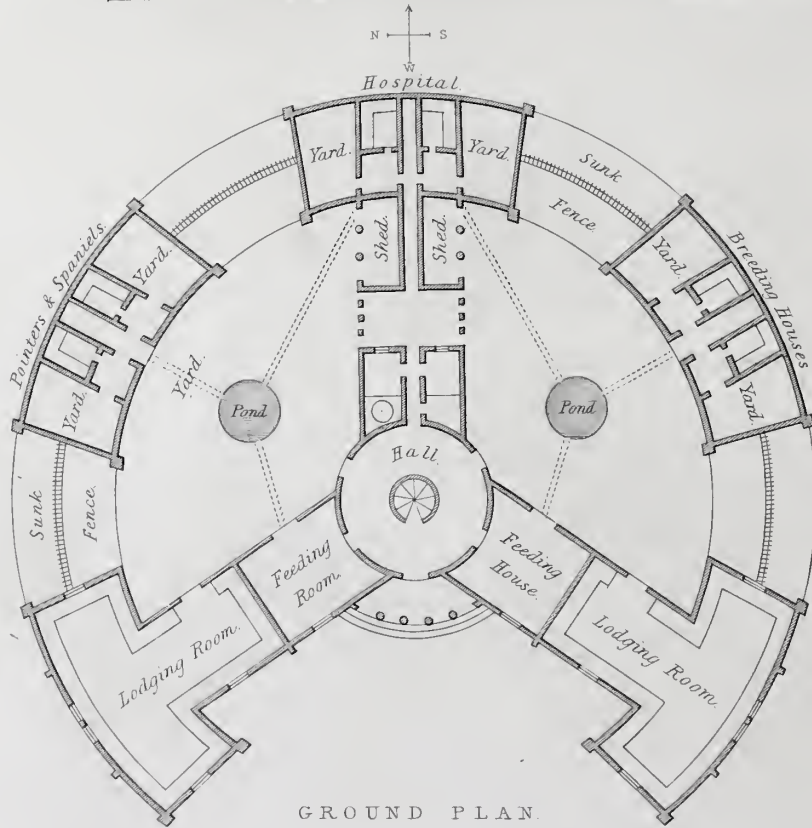 N S
W
Hospital.
Yard. Yard.
Sunk
Fence.
Shed. Shed.
Pointers & Spaniels.
Yard.
Yard.
Yard.
Breeding Houses
Yard.
Yard.
Pond Pond
Hall.
Sunk
Fence
Feeding
Room.
Feeding
House.
Lodging Room. Lodging Room.
GROUND PLAN.